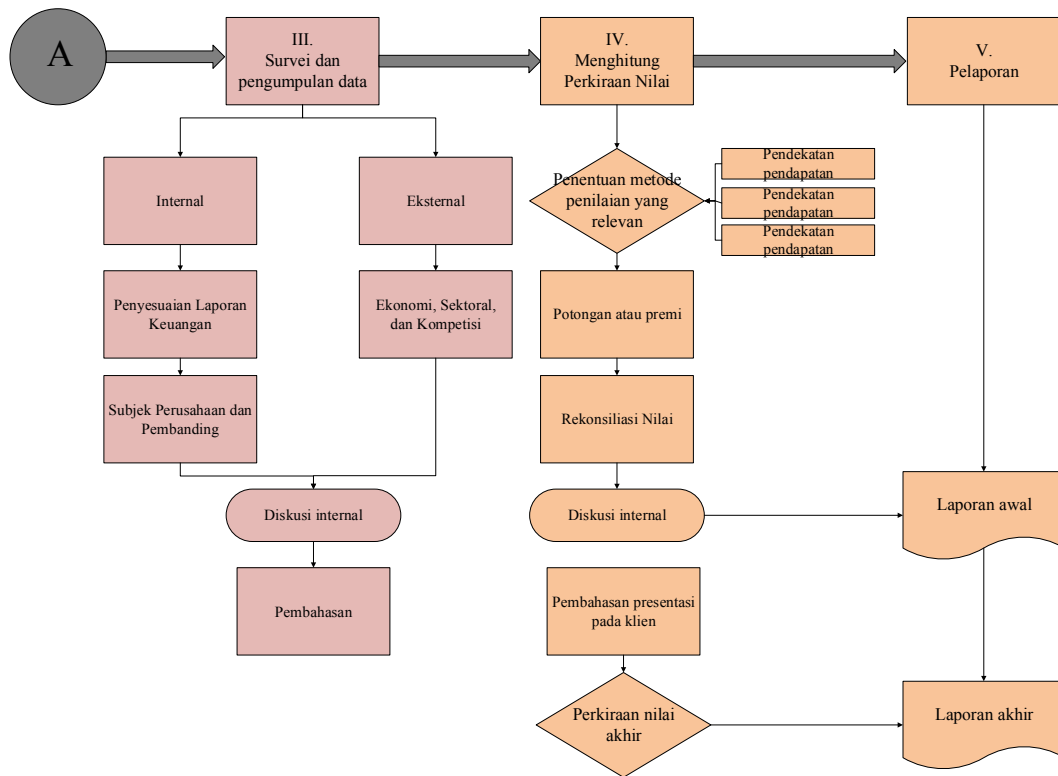 A
III.
Survei dan
pengumpulan data
IV.
Menghitung
Perkiraan Nilai
V.
Pelaporan
Internal
Eksternal
Penentuan metode
penilaian yang
relevan
Pendekatan
pendapatan
Pendekatan
pendapatan
Pendekatan
pendapatan
Penyesuaian Laporan
Keuangan
Ekonomi, Sektoral,
dan Kompetisi
Potongan atau premi
Subjek Perusahaan dan
Pembanding
Rekonsiliasi Nilai
Diskusi internal
Diskusi internal
Laporan awal
Pembahasan
Pembahasan presentasi
pada klien
Perkiraan nilai
akhir
Laporan akhir